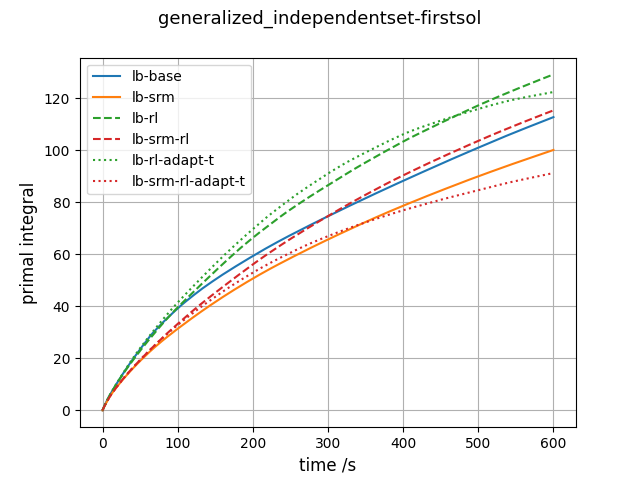 generalized_independentset-firstsol
lb-base
lb-srm
lb-rl
lb-srm-rl
lb-rl-adapt-t
lb-srm-rl-adapt-t
primal integral
120
100
80
60
40
20
0
0 100 200 300 400 500 600
time /s